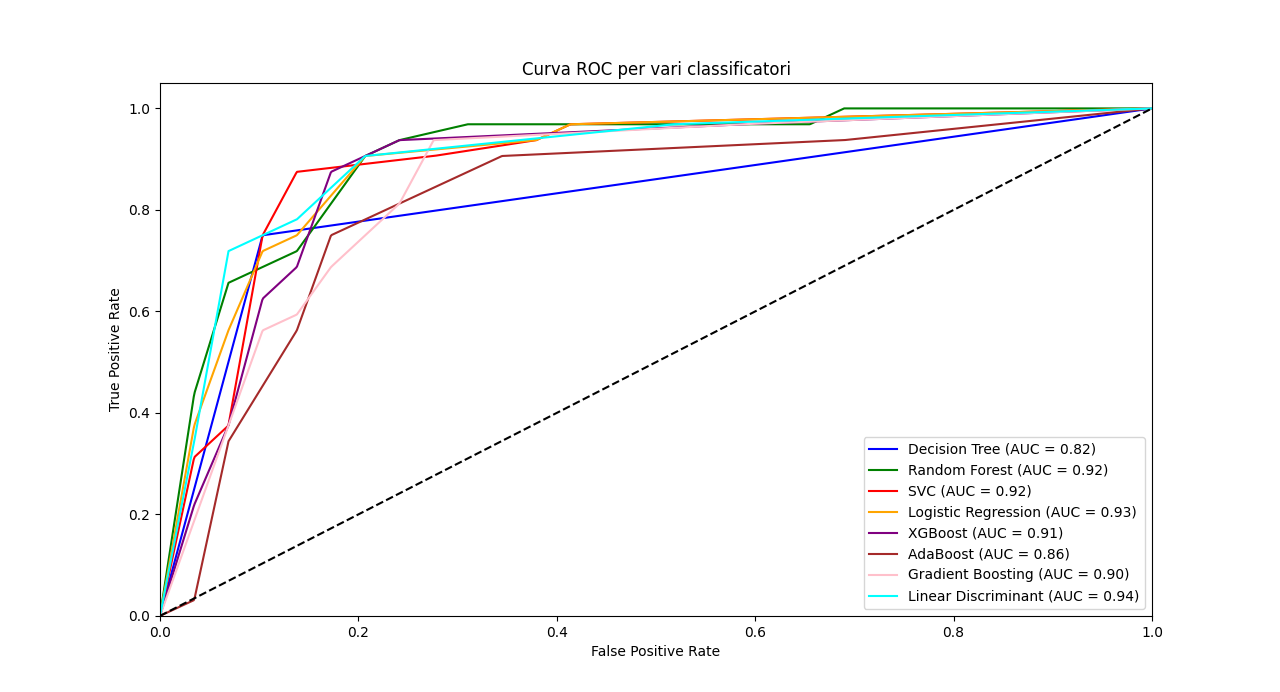 Curva ROC per vari classificatori
True Positive Rate
1.0
0.8
0.6
0.4
0.2
0.0
Decision Tree (AUC = 0.82)
Random Forest (AUC = 0.92)
SVC (AUC = 0.92)
Logistic Regression (AUC = 0.93)
XGBoost (AUC = 0.91)
AdaBoost (AUC = 0.86)
Gradient Boosting (AUC = 0.90)
Linear Discriminant (AUC = 0.94)
0.0 0.2 0.4 0.6 0.8 1.0
False Positive Rate